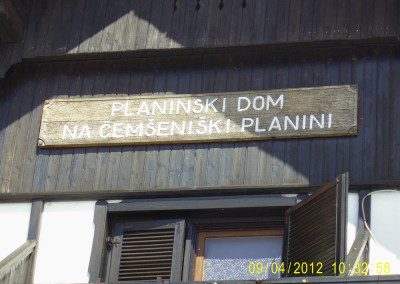 PLANINSKI DOM
NA ČEMŠENIŠKI PLANINI
09/04/2012 10:32:58